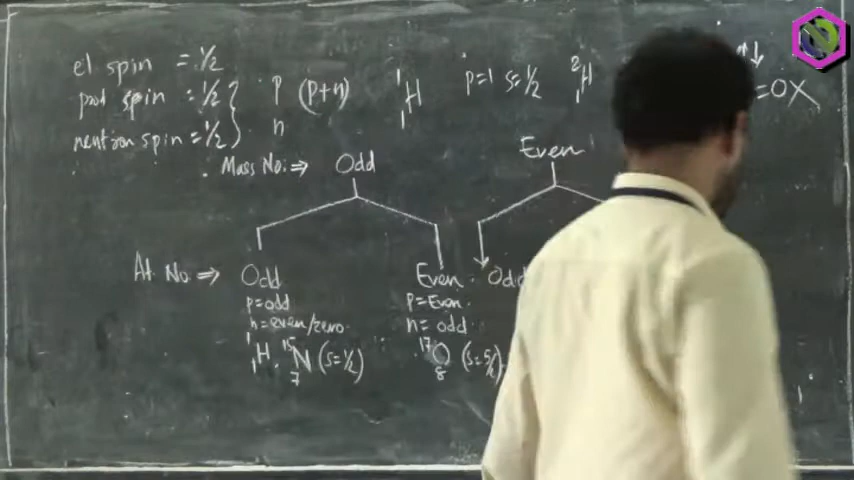 el spin = ½
prot spin = ½ } p (p+n) ¹₁H p=1 s=½ ²₁H =0X
neutron spin = ½ } n
Mass No: ⇒ Odd Even
At No ⇒ Odd Even Odd
p=odd p=Even
n=even/zero n=odd
¹₁H ¹⁵₇N (s=½) ¹⁷₈O (s=5/2)